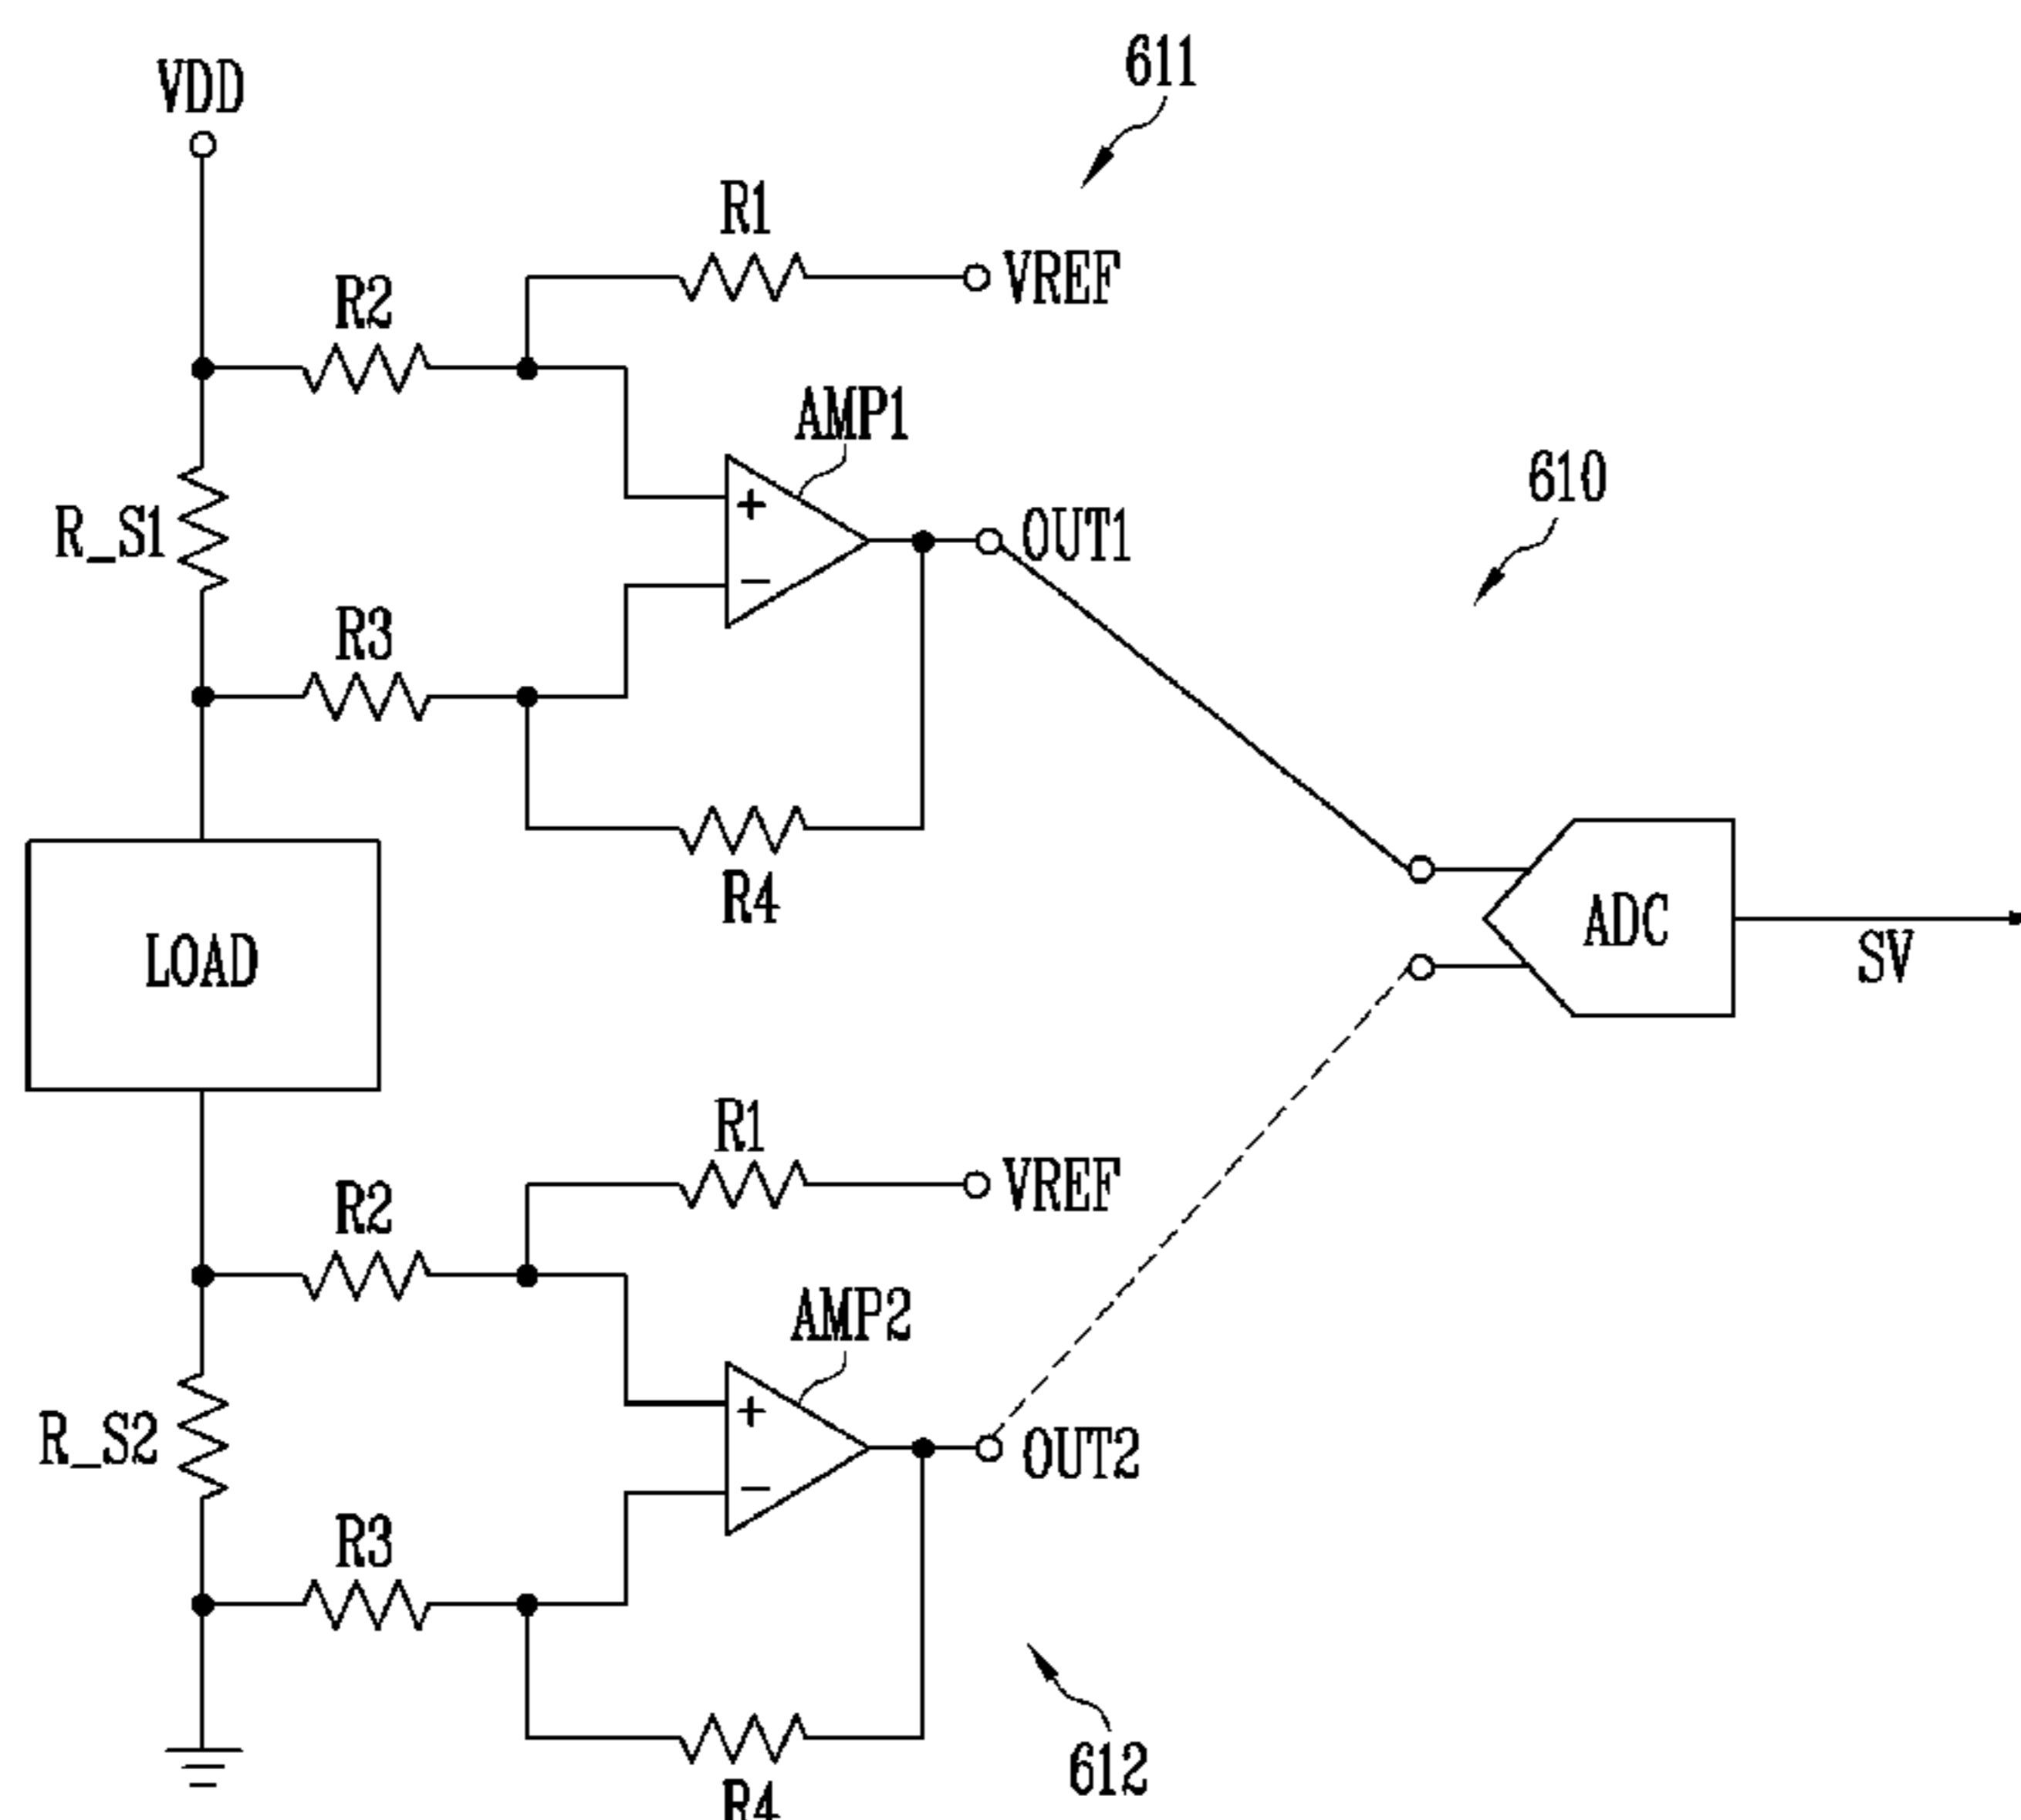 611
VDD
R1
VREF
R2
AMP1
+
610
R_S1
OUT1
−
R3
R4
ADC
LOAD
SV
R1
VREF
R2
AMP2
+
R_S2
OUT2
−
R3
612
R4